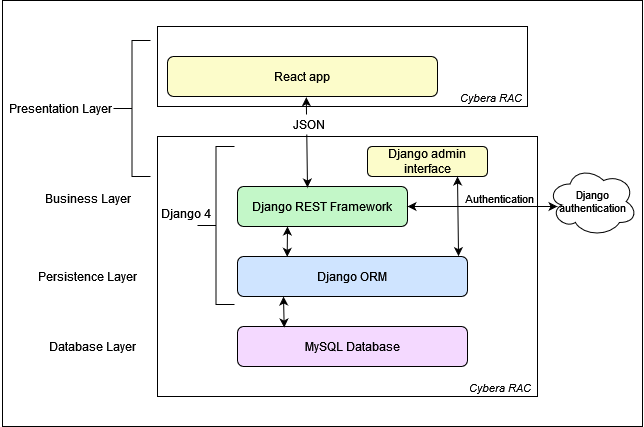 React app
Cybera RAC
Presentation Layer
JSON
Django admin
interface
Business Layer
Django 4
Django REST Framework
Authentication
Django
authentication
Persistence Layer
Django ORM
Database Layer
MySQL Database
Cybera RAC